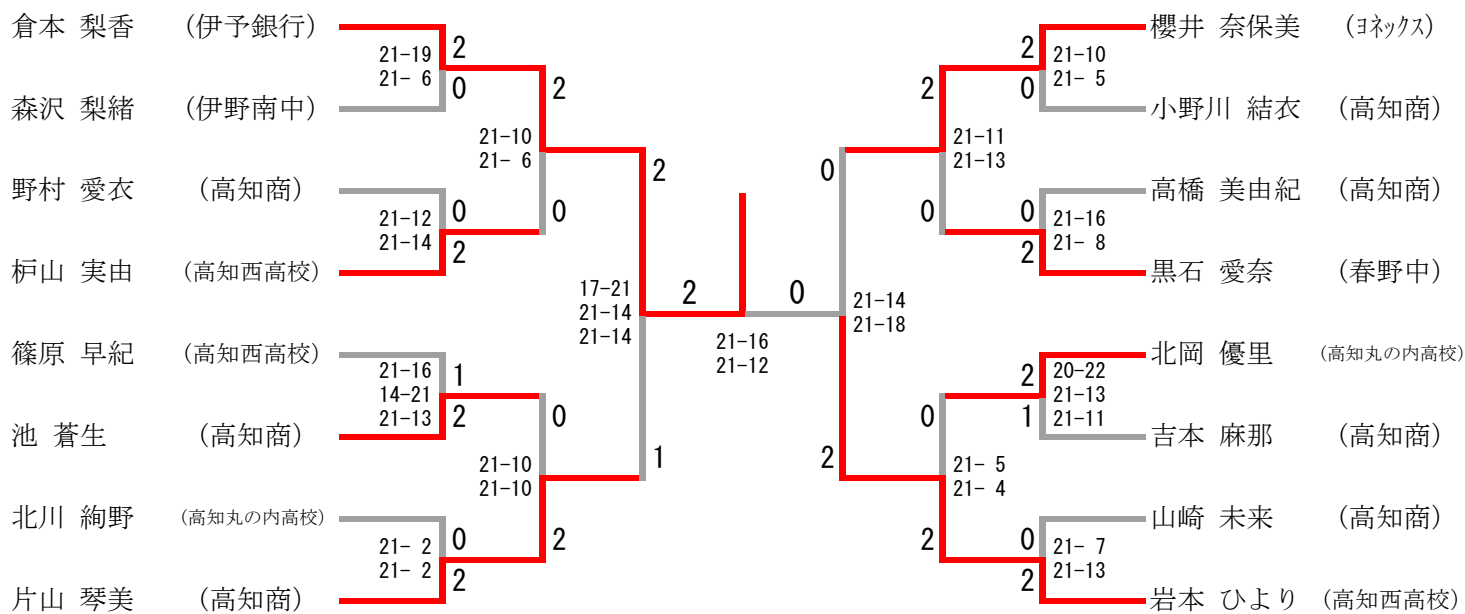 倉本 梨香 (伊予銀行) 櫻井 奈保美 (ﾖﾈｯｸｽ)
2 2
21-19 21-10
21- 6 21- 5
0 2 2 0
森沢 梨緒 (伊野南中) 小野川 結衣 (高知商)
21-10 21-11
21- 6 21-13
2 0
野村 愛衣 (高知商) 高橋 美由紀 (高知商)
0 0 0 0
21-12 21-16
21-14 21- 8
2 2
枦山 実由 (高知西高校) 黒石 愛奈 (春野中)
17-21 2 0 21-14
21-14 21-18
21-14
21-16
21-12
篠原 早紀 (高知西高校) 北岡 優里 (高知丸の内高校)
21-16 1 2 20-22
14-21 21-13
21-13 2 0 0 1 21-11
池 蒼生 (高知商) 吉本 麻那 (高知商)
1 2
21-10 21- 5
21-10 21- 4
北川 絢野 (高知丸の内高校) 山崎 未来 (高知商)
0 2 2 0
21- 2 21- 7
21- 2 21-13
2 2
片山 琴美 (高知商) 岩本 ひより (高知西高校)